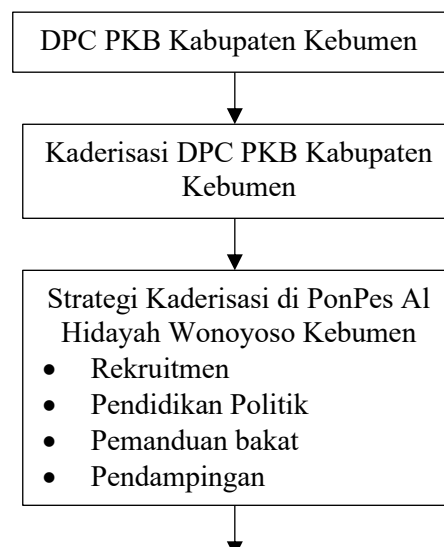 DPC PKB Kabupaten Kebumen
Kaderisasi DPC PKB Kabupaten
Kebumen
Strategi Kaderisasi di PonPes Al
Hidayah Wonoyoso Kebumen
• Rekruitmen
• Pendidikan Politik
• Pemanduan bakat
• Pendampingan